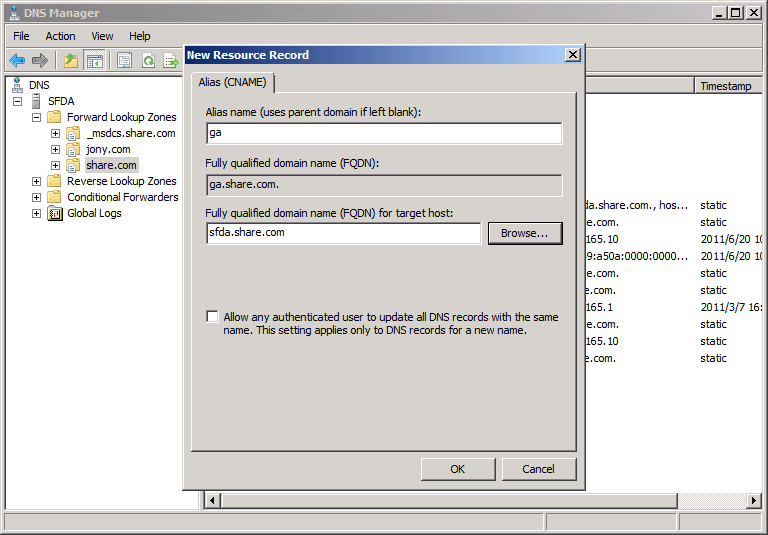 DNS Manager
File Action View Help
DNS
SFDA
Forward Lookup Zones
_msdcs.share.com
jony.com
share.com
Reverse Lookup Zones
Conditional Forwarders
Global Logs
New Resource Record
Alias (CNAME)
Alias name (uses parent domain if left blank):
ga
Fully qualified domain name (FQDN):
ga.share.com.
Fully qualified domain name (FQDN) for target host:
sfda.share.com
Browse...
Allow any authenticated user to update all DNS records with the same
name. This setting applies only to DNS records for a new name.
OK Cancel
Timestamp
da.share.com., hos... static
e.com. static
165.10 2011/6/20 10
9:a50a:0000:0000... 2011/6/20 10
e.com. static
e.com. static
165.1 2011/3/7 16:
e.com. static
165.10 static
e.com. static